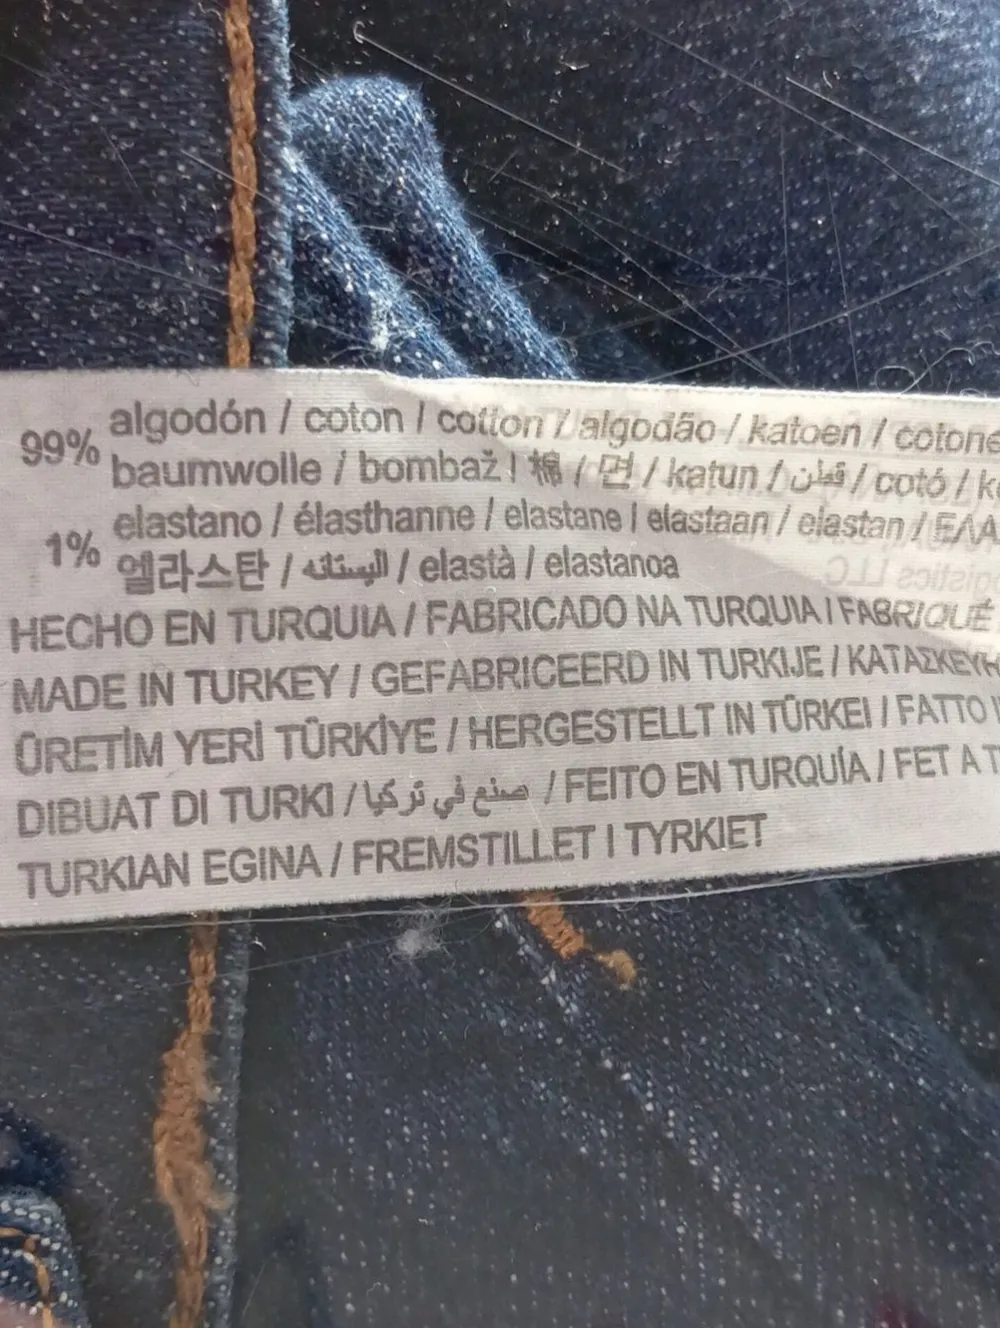 99% algodón / coton / cotton / algodão / katoen / cotone
baumwolle / bombaž / 棉 / 면 / katun / قطن / cotó / k
1% elastano / élasthanne / elastane / elastaan / elastan / ΕΛΑ
엘라스탄 / اليستانه / elastà / elastanoa
HECHO EN TURQUIA / FABRICADO NA TURQUIA / FABRIQUÉ
MADE IN TURKEY / GEFABRICEERD IN TURKIJE / ΚΑΤΑΣΚΕΥΗ
ÜRETİM YERİ TÜRKİYE / HERGESTELLT IN TÜRKEI / FATTO I
DIBUAT DI TURKI / صنع في تركيا / FEITO EN TURQUÍA / FET A T
TURKIAN EGINA / FREMSTILLET I TYRKIET